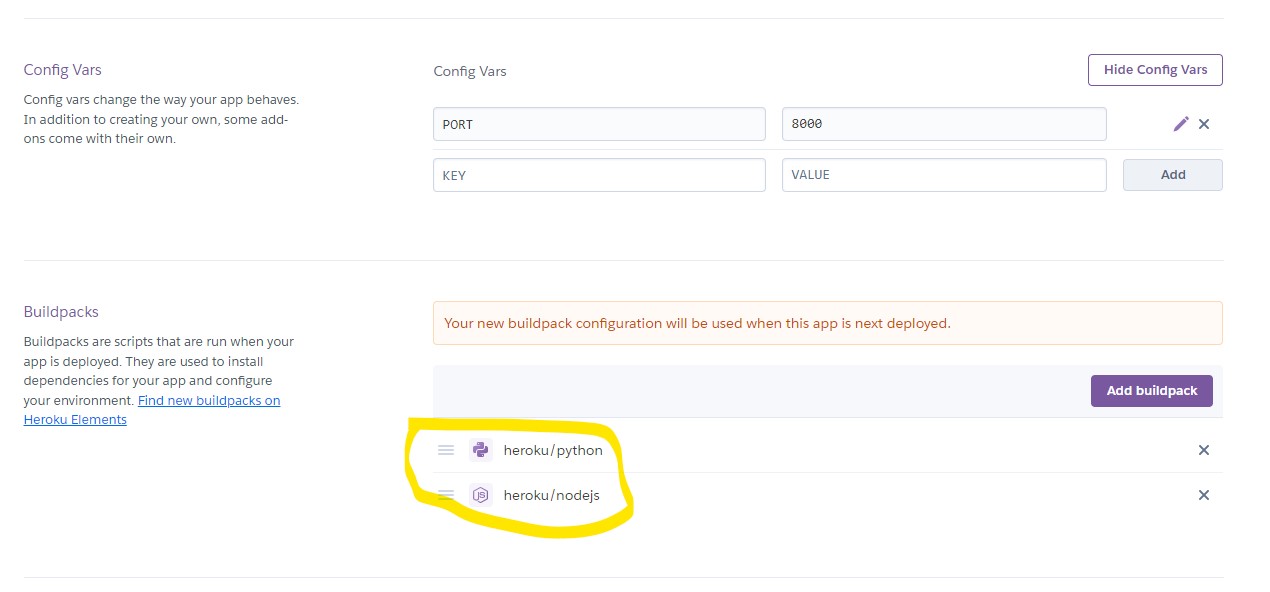 Config Vars
Config vars change the way your app behaves.
In addition to creating your own, some add-
ons come with their own.
Config Vars
Hide Config Vars
PORT
8000
KEY
VALUE
Add
Buildpacks
Buildpacks are scripts that are run when your
app is deployed. They are used to install
dependencies for your app and configure
your environment. Find new buildpacks on
Heroku Elements
Your new buildpack configuration will be used when this app is next deployed.
Add buildpack
heroku/python
JS heroku/nodejs